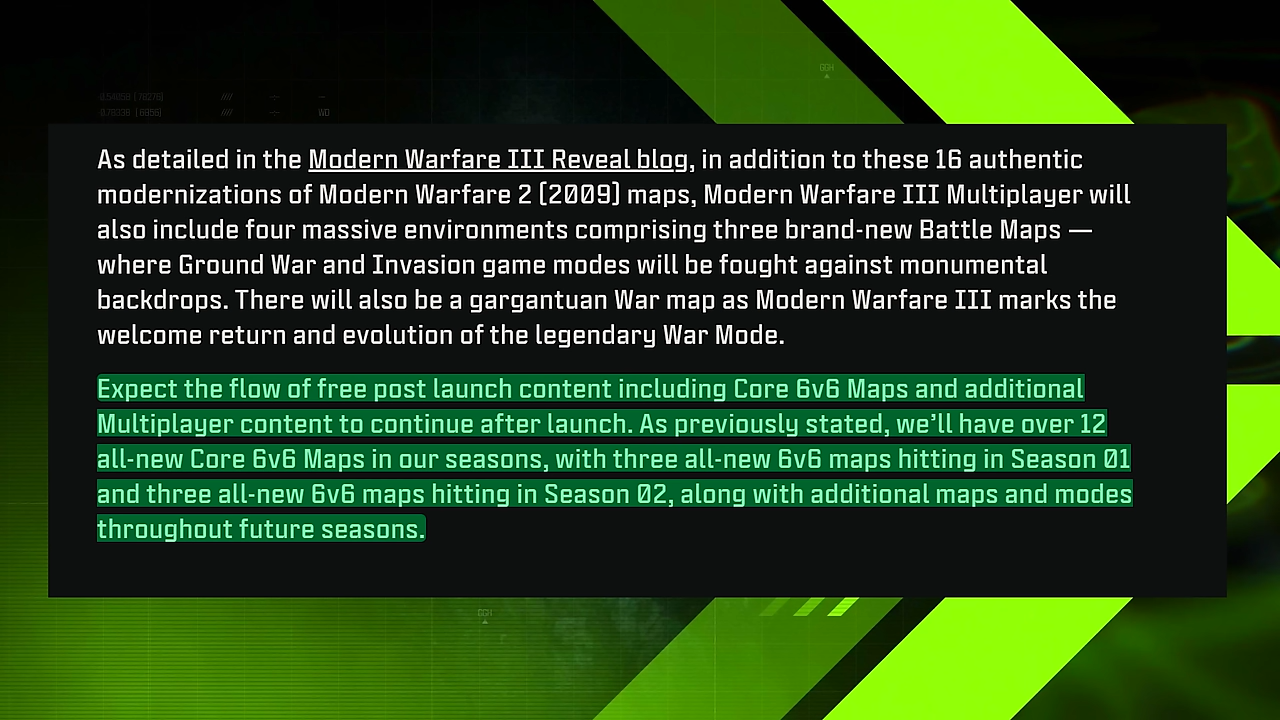 GGH
////
-:-
--
////
-:-
WD
As detailed in the Modern Warfare III Reveal blog, in addition to these 16 authentic
modernizations of Modern Warfare 2 (2009) maps, Modern Warfare III Multiplayer will
also include four massive environments comprising three brand-new Battle Maps —
where Ground War and Invasion game modes will be fought against monumental
backdrops. There will also be a gargantuan War map as Modern Warfare III marks the
welcome return and evolution of the legendary War Mode.
Expect the flow of free post launch content including Core 6v6 Maps and additional
Multiplayer content to continue after launch. As previously stated, we’ll have over 12
all-new Core 6v6 Maps in our seasons, with three all-new 6v6 maps hitting in Season 01
and three all-new 6v6 maps hitting in Season 02, along with additional maps and modes
throughout future seasons.
GGH